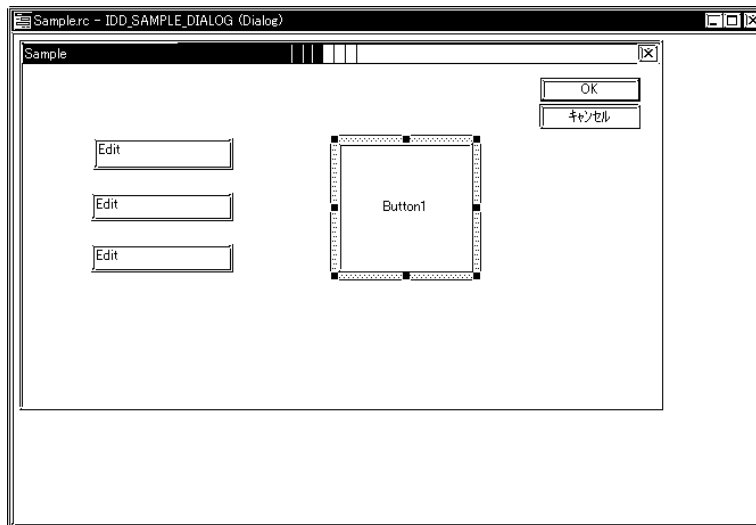 Sample.rc - IDD_SAMPLE_DIALOG (Dialog)
Sample
OK
キャンセル
Edit
Button1
Edit
Edit